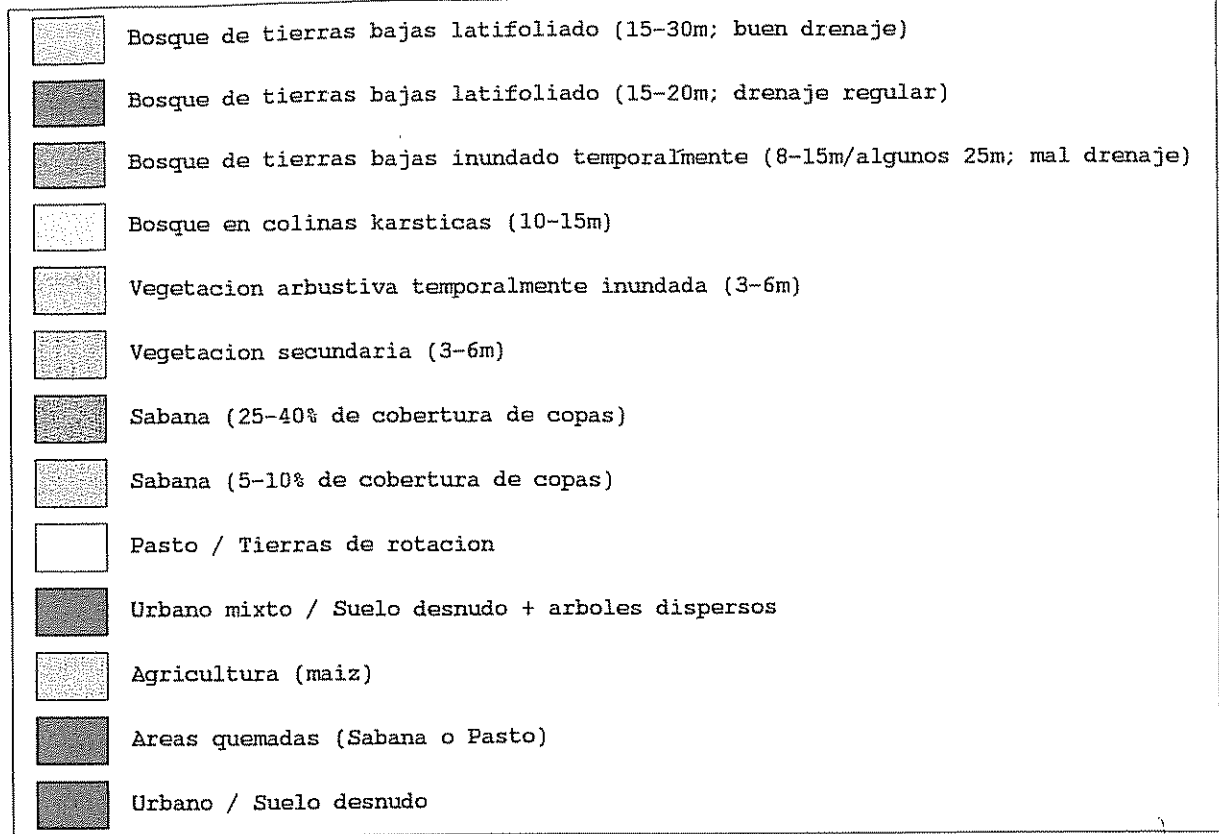 Bosque de tierras bajas latifoliado (15-30m; buen drenaje)
Bosque de tierras bajas latifoliado (15-20m; drenaje regular)
Bosque de tierras bajas inundado temporalmente (8-15m/algunos 25m; mal drenaje)
Bosque en colinas karsticas (10-15m)
Vegetacion arbustiva temporalmente inundada (3-6m)
Vegetacion secundaria (3-6m)
Sabana (25-40% de cobertura de copas)
Sabana (5-10% de cobertura de copas)
Pasto / Tierras de rotacion
Urbano mixto / Suelo desnudo + arboles dispersos
Agricultura (maiz)
Areas quemadas (Sabana o Pasto)
Urbano / Suelo desnudo